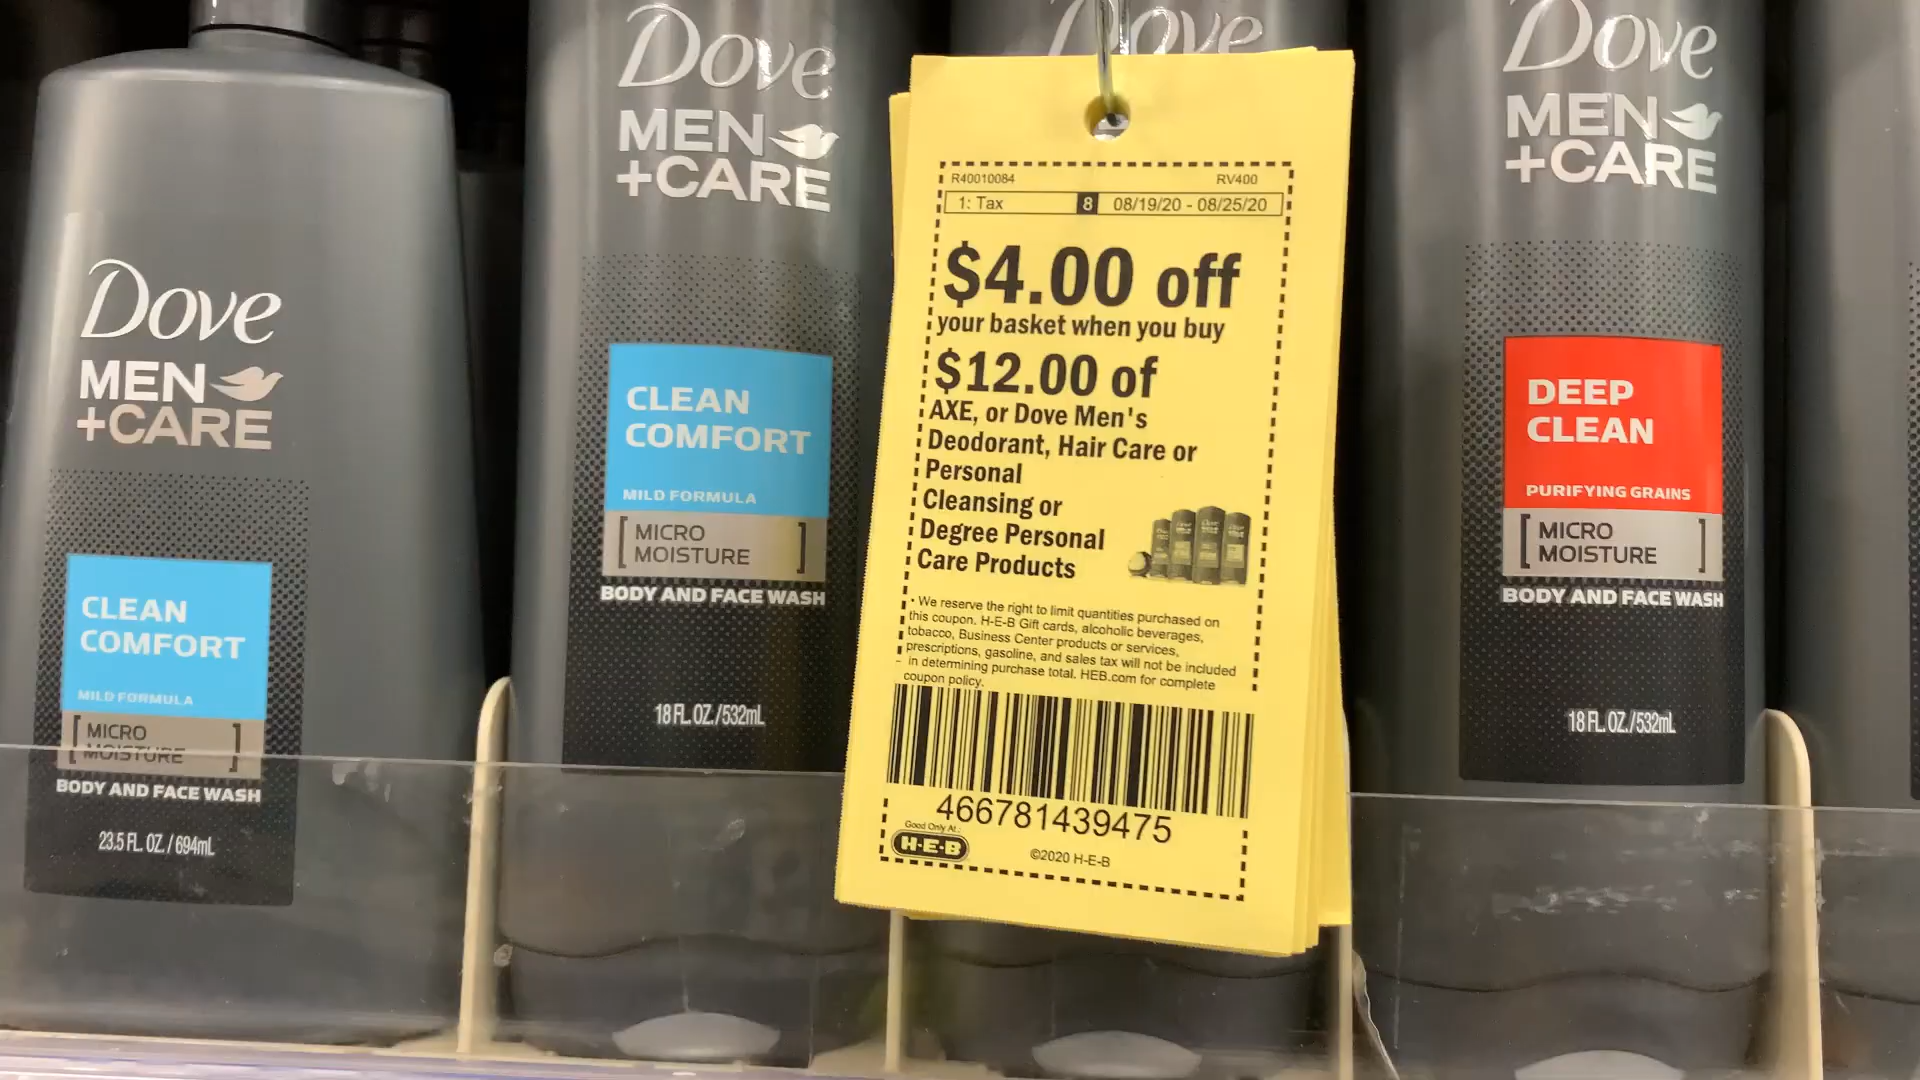 Dove
MEN
+CARE
CLEAN
COMFORT
MILD FORMULA
[ MICRO
MOISTURE ]
BODY AND FACE WASH
23.5 FL. OZ. / 694mL
Dove
MEN
+CARE
CLEAN
COMFORT
MILD FORMULA
[ MICRO
MOISTURE ]
BODY AND FACE WASH
18 FL. OZ./532mL
Dove
R40010084 RV400
1: Tax 8 08/19/20 - 08/25/20
$4.00 off
your basket when you buy
$12.00 of
AXE, or Dove Men's
Deodorant, Hair Care or
Personal
Cleansing or
Degree Personal
Care Products
• We reserve the right to limit quantities purchased on
this coupon. H-E-B Gift cards, alcoholic beverages,
tobacco, Business Center products or services,
prescriptions, gasoline, and sales tax will not be included
in determining purchase total. HEB.com for complete
coupon policy.
466781439475
Good Only At:
H-E-B
©2020 H-E-B
Dove
MEN
+CARE
DEEP
CLEAN
PURIFYING GRAINS
[ MICRO
MOISTURE ]
BODY AND FACE WASH
18 FL. OZ./532mL